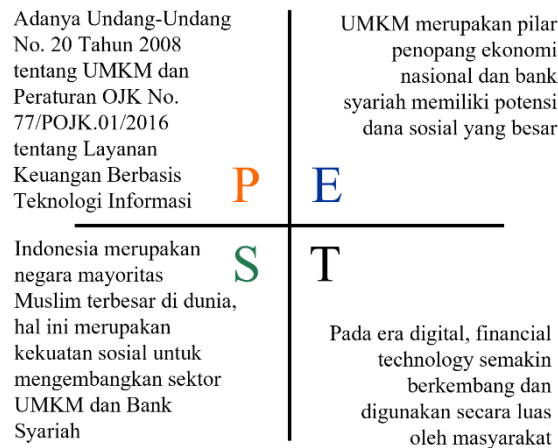 Adanya Undang-Undang
No. 20 Tahun 2008
tentang UMKM dan
Peraturan OJK No.
77/POJK.01/2016
tentang Layanan
Keuangan Berbasis
Teknologi Informasi
P
UMKM merupakan pilar
penopang ekonomi
nasional dan bank
syariah memiliki potensi
dana sosial yang besar
E
Indonesia merupakan
negara mayoritas
Muslim terbesar di dunia,
hal ini merupakan
kekuatan sosial untuk
mengembangkan sektor
UMKM dan Bank
Syariah
S
T
Pada era digital, financial
technology semakin
berkembang dan
digunakan secara luas
oleh masyarakat